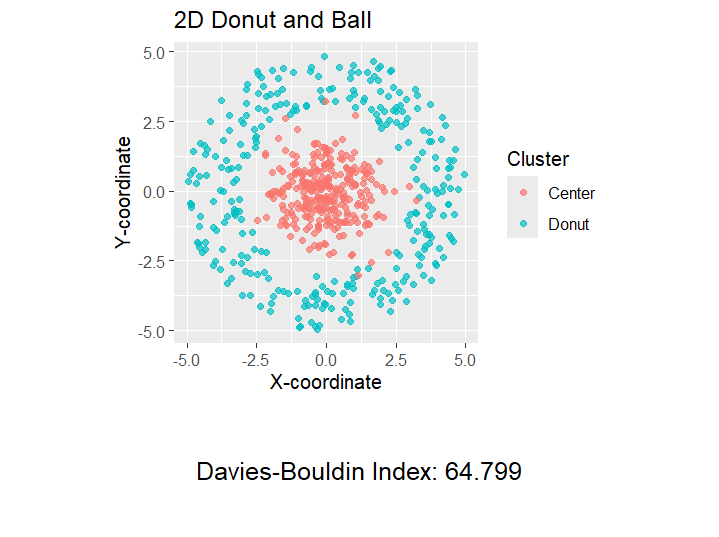 2D Donut and Ball
5.0
2.5
0.0
-2.5
-5.0
Y-coordinate
-5.0 -2.5 0.0 2.5 5.0
X-coordinate
Cluster
Center
Donut
Davies-Bouldin Index: 64.799